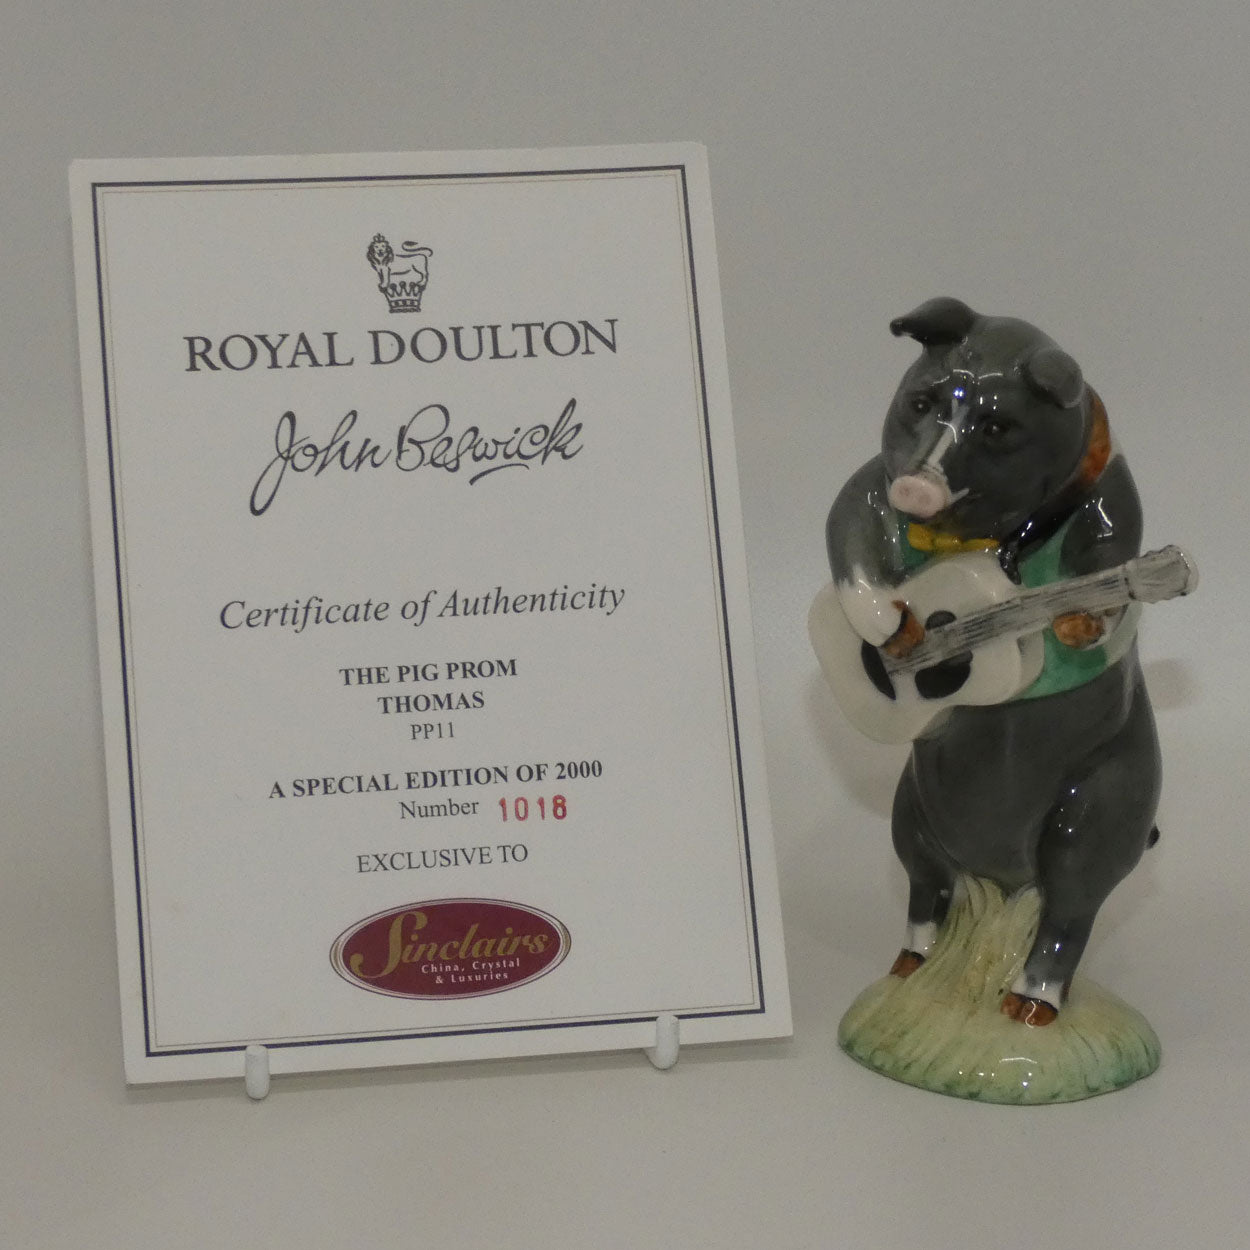 ROYAL DOULTON
John Beswick
Certificate of Authenticity
THE PIG PROM
THOMAS
PP11
A SPECIAL EDITION OF 2000
Number 1018
EXCLUSIVE TO
Sinclairs
China, Crystal
& Luxuries